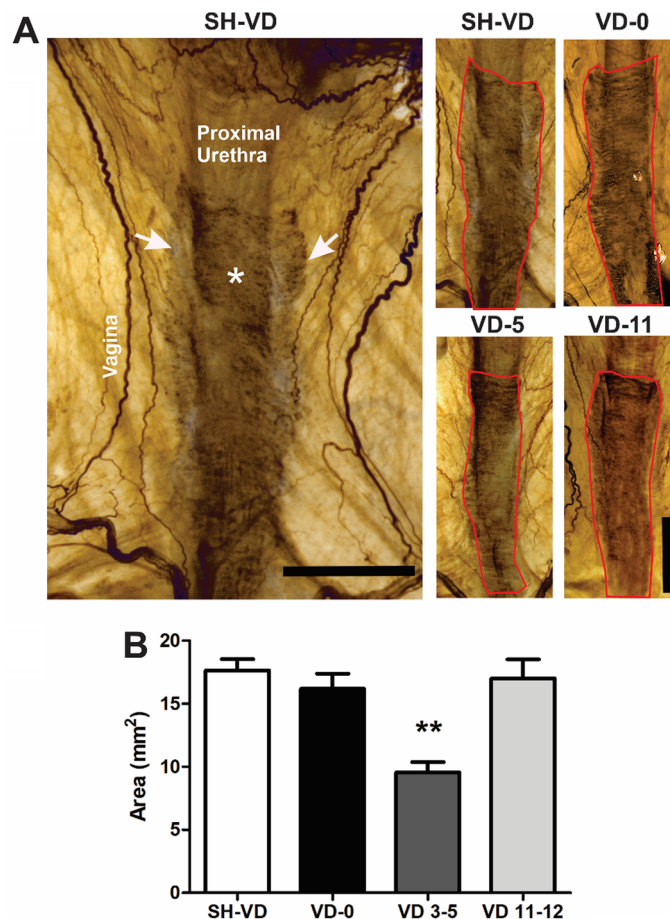 A
SH-VD
Proximal
Urethra
*
Vagina
SH-VD
VD-0
VD-5
VD-11
B
Area (mm²)
20
15
10
5
0
**
SH-VD
VD-0
VD 3-5
VD 11-12